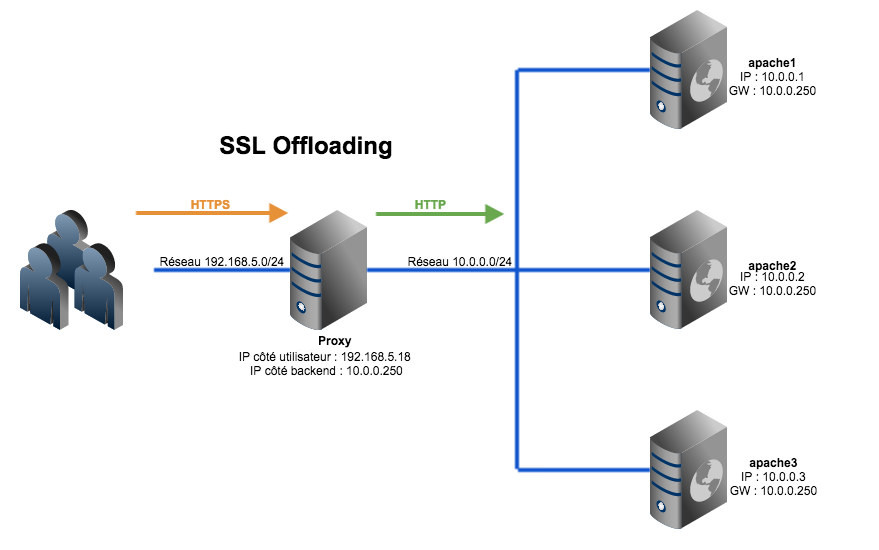 SSL Offloading
HTTPS
HTTP
Réseau 192.168.5.0/24
Réseau 10.0.0.0/24
Proxy
IP côté utilisateur : 192.168.5.18
IP côté backend : 10.0.0.250
apache1
IP : 10.0.0.1
GW : 10.0.0.250
apache2
IP : 10.0.0.2
GW : 10.0.0.250
apache3
IP : 10.0.0.3
GW : 10.0.0.250